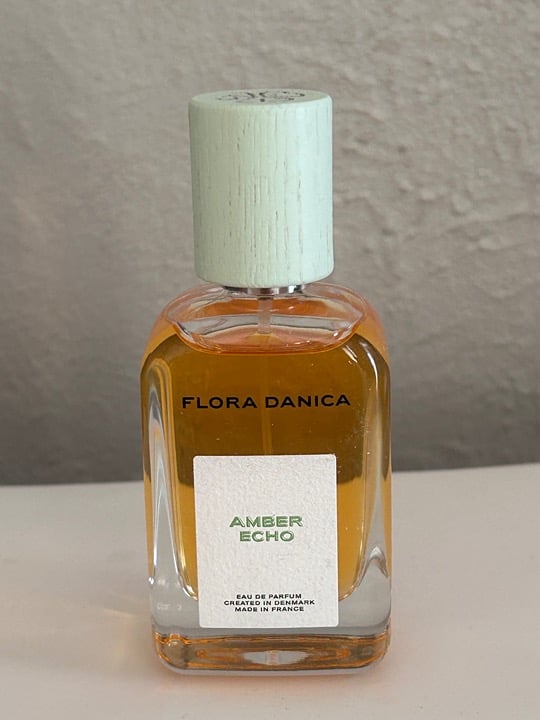 FLORA DANICA
AMBER
ECHO
EAU DE PARFUM
CREATED IN DENMARK
MADE IN FRANCE